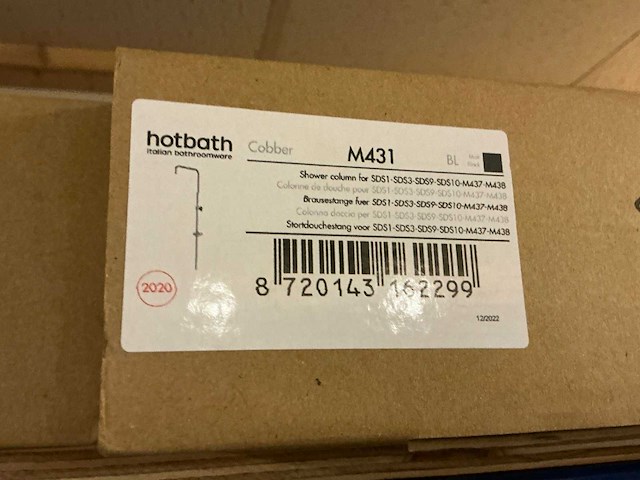 hotbath
italian bathroomware
Cobber M431 BL
Shower column for SDS1-SDS3-SDS9-SDS10-M437-M438
Colonne de douche pour SDS1-SDS3-SDS9-SDS10-M437-M438
Brausestange fuer SDS1-SDS3-SDS9-SDS10-M437-M438
Colonna doccia per SDS1-SDS3-SDS9-SDS10-M437-M438
Stortdouchestang voor SDS1-SDS3-SDS9-SDS10-M437-M438
2020
8 720143 162299
12/2022